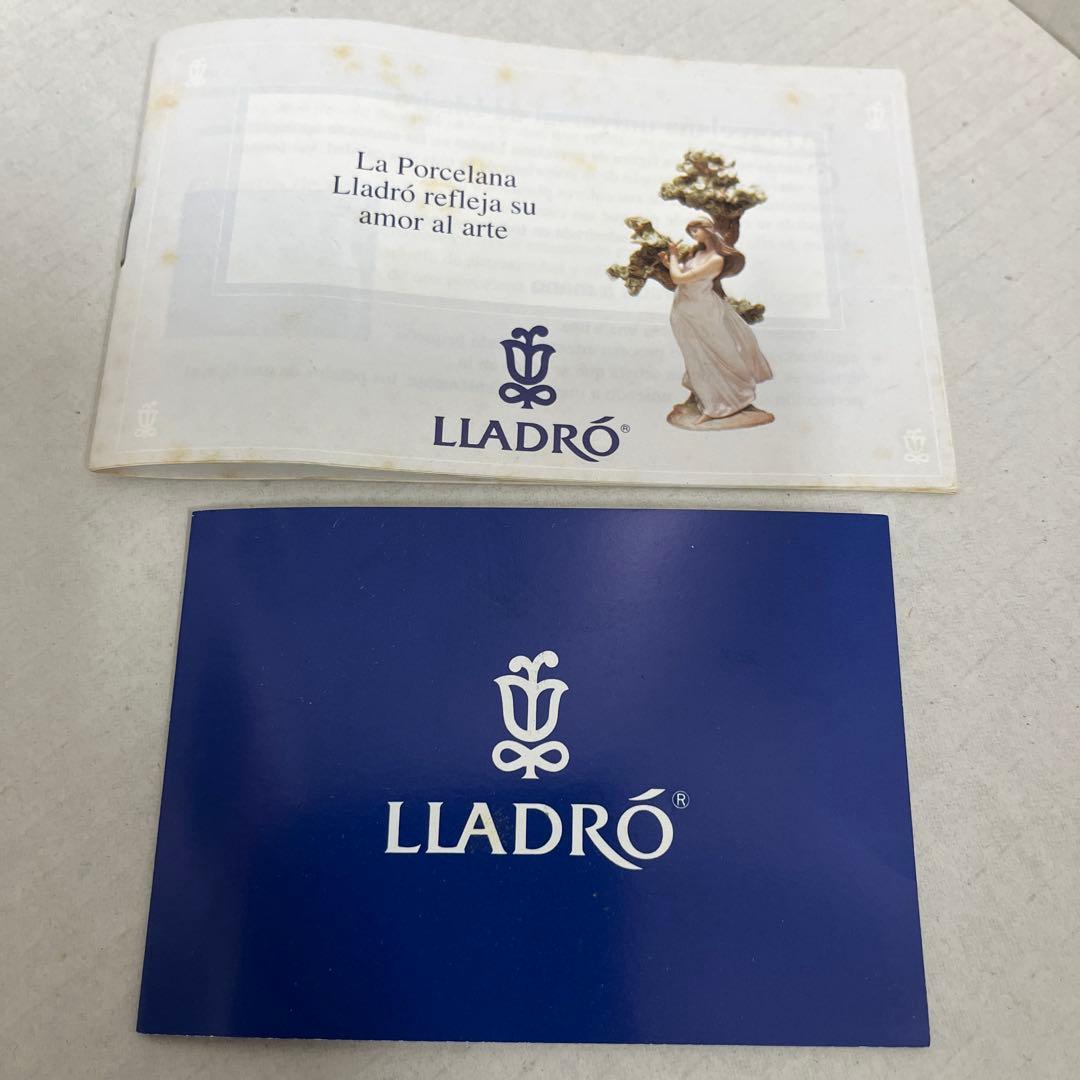 La Porcelana
Lladró refleja su
amor al arte
LLADRÓ®
LLADRÓ®